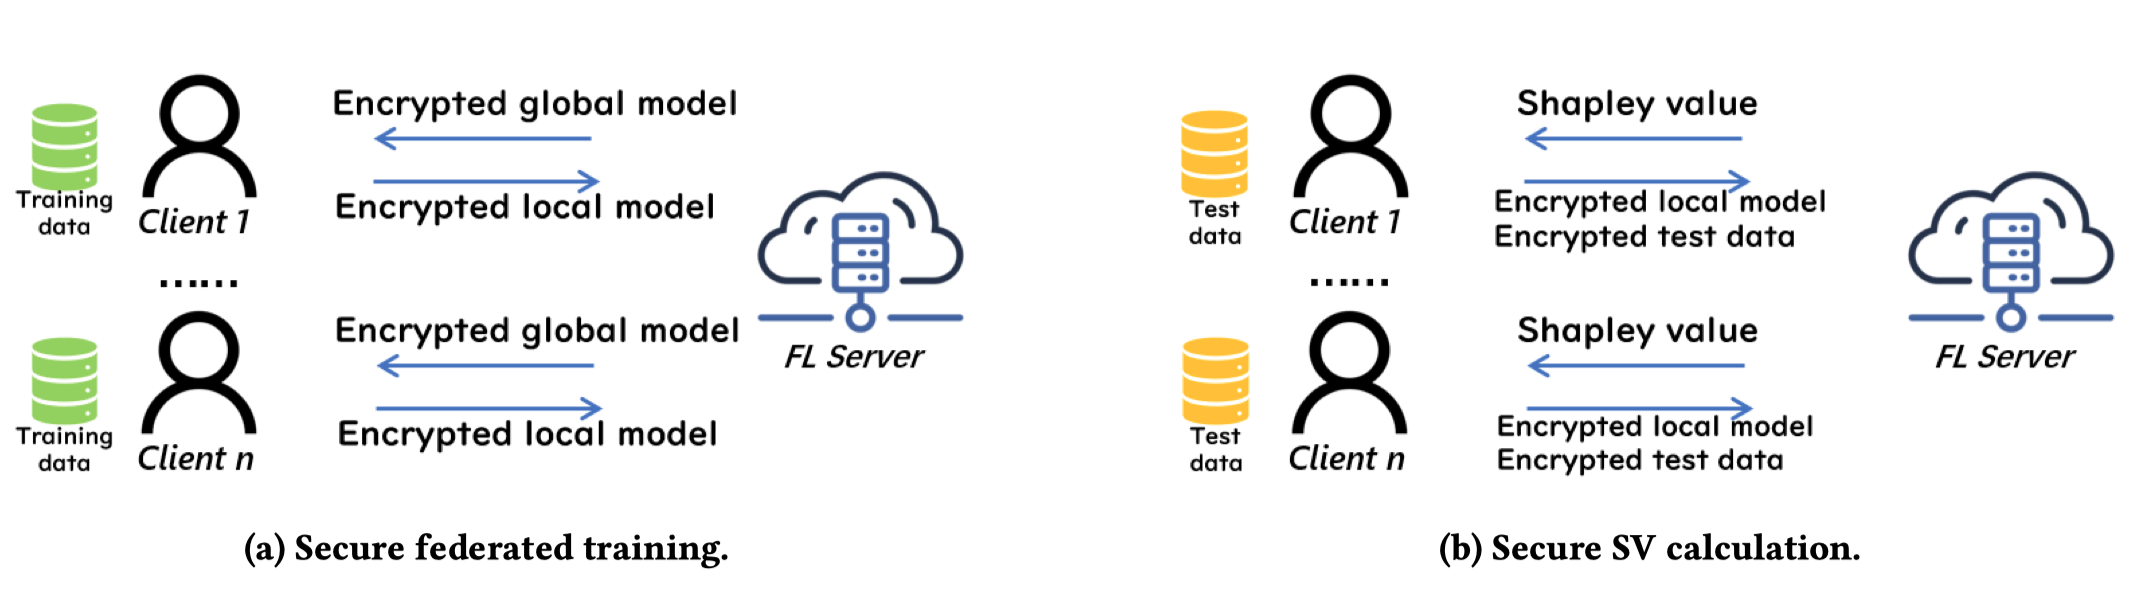 Encrypted global model
Encrypted local model
Training
data
Client 1
......
Encrypted global model
Encrypted local model
Training
data
Client n
FL Server
(a) Secure federated training.
Shapley value
Encrypted local model
Encrypted test data
Test
data
Client 1
......
Shapley value
Encrypted local model
Encrypted test data
Test
data
Client n
FL Server
(b) Secure SV calculation.